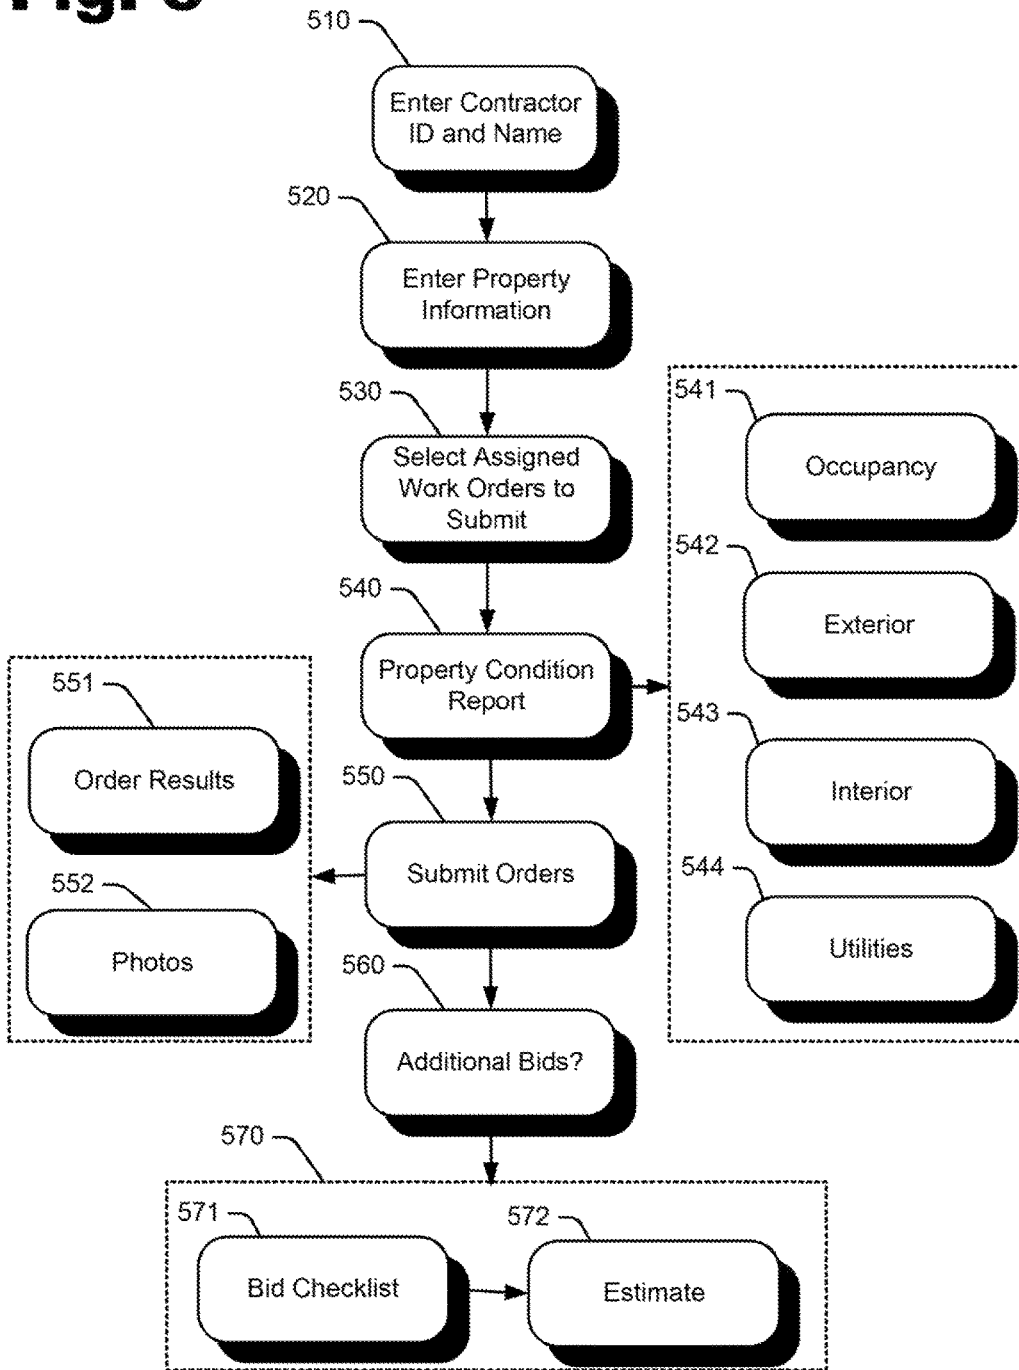 510
Enter Contractor
ID and Name
520
Enter Property
Information
530
Select Assigned
Work Orders to
Submit
541
Occupancy
542
Exterior
540
Property Condition
Report
543
Interior
551
Order Results
550
Submit Orders
544
Utilities
552
Photos
560
Additional Bids?
570
571
Bid Checklist
572
Estimate